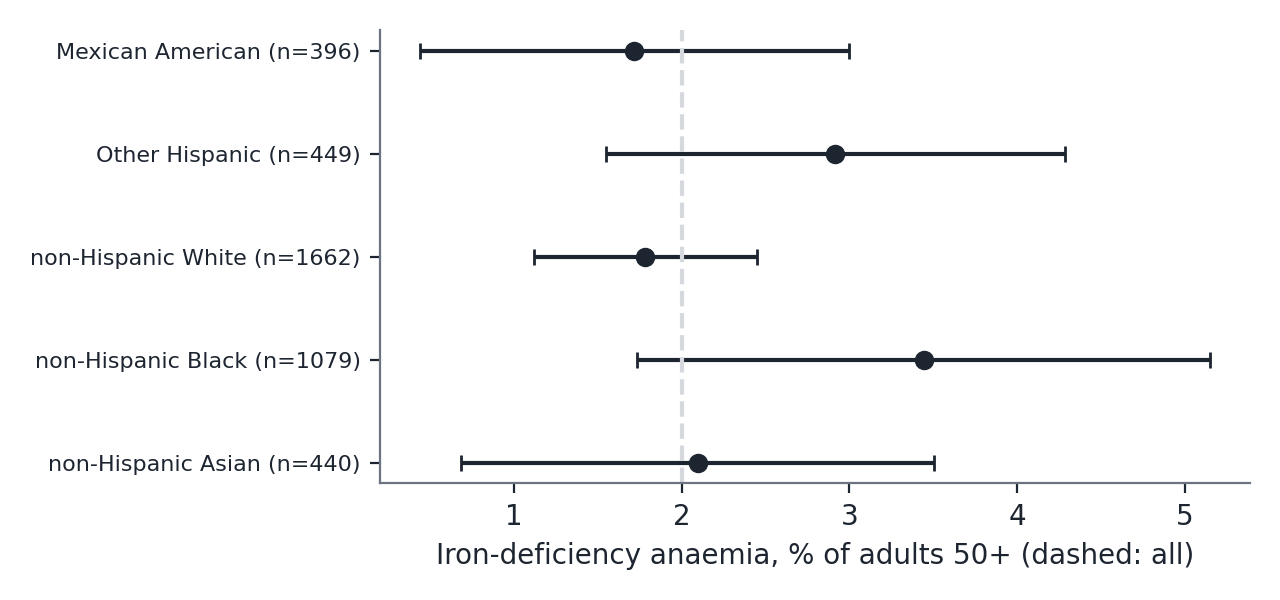 Mexican American (n=396)
Other Hispanic (n=449)
non-Hispanic White (n=1662)
non-Hispanic Black (n=1079)
non-Hispanic Asian (n=440)
1 2 3 4 5
Iron-deficiency anaemia, % of adults 50+ (dashed: all)